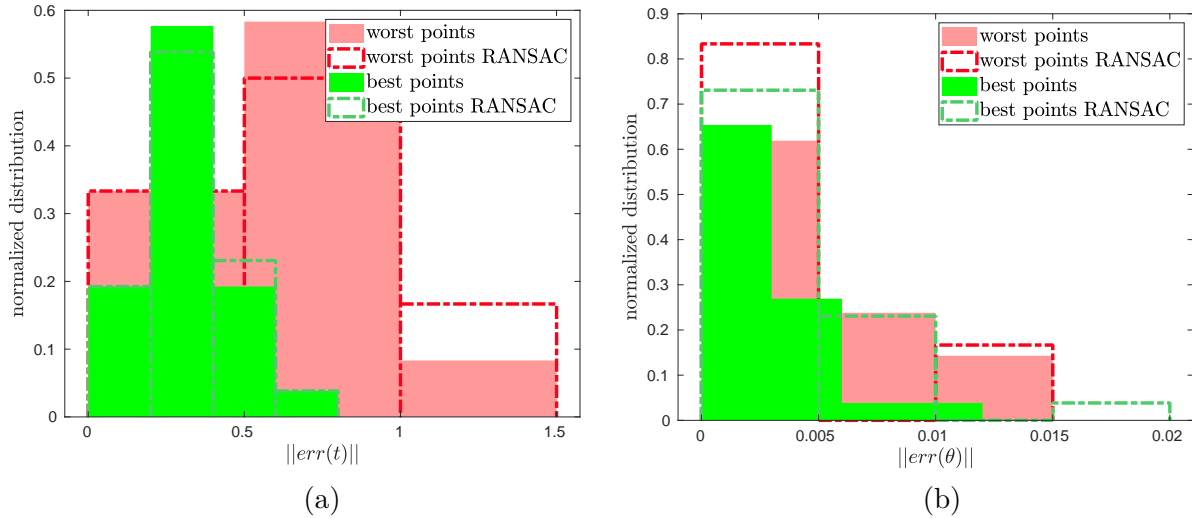 0.6
0.5
0.4
0.3
0.2
0.1
0
normalized distribution
worst points
worst points RANSAC
best points
best points RANSAC
0
0.5
1
1.5
||err(t)||
(a)
0.9
0.8
0.7
0.6
0.5
0.4
0.3
0.2
0.1
0
normalized distribution
worst points
worst points RANSAC
best points
best points RANSAC
0
0.005
0.01
0.015
0.02
||err(θ)||
(b)